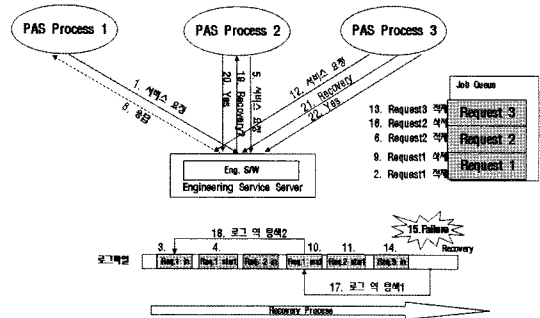 PAS Process 1
PAS Process 2
PAS Process 3
1. 서비스 요청
8. 응답
20. Yes
19. Recovery?
5. 서비스 요청
12. 서비스 요청
21. Recovery
22. Yes
Eng. S/W
Engineering Service Server
Job Queue
13. Request3 적재
16. Request2 삭제
6. Request2 적재
9. Request1 삭제
2. Request1 적재
Request 3
Request 2
Request 1
15.Failure
Recovery
18. 로그 역 탐색2
3.
4.
10.
11.
14.
로그파일
Req.1 in
Req.1 start
Req. 2 in
Req.1 end
Req.2 start
Req.3 in
17. 로그 역 탐색1
Recovery Process